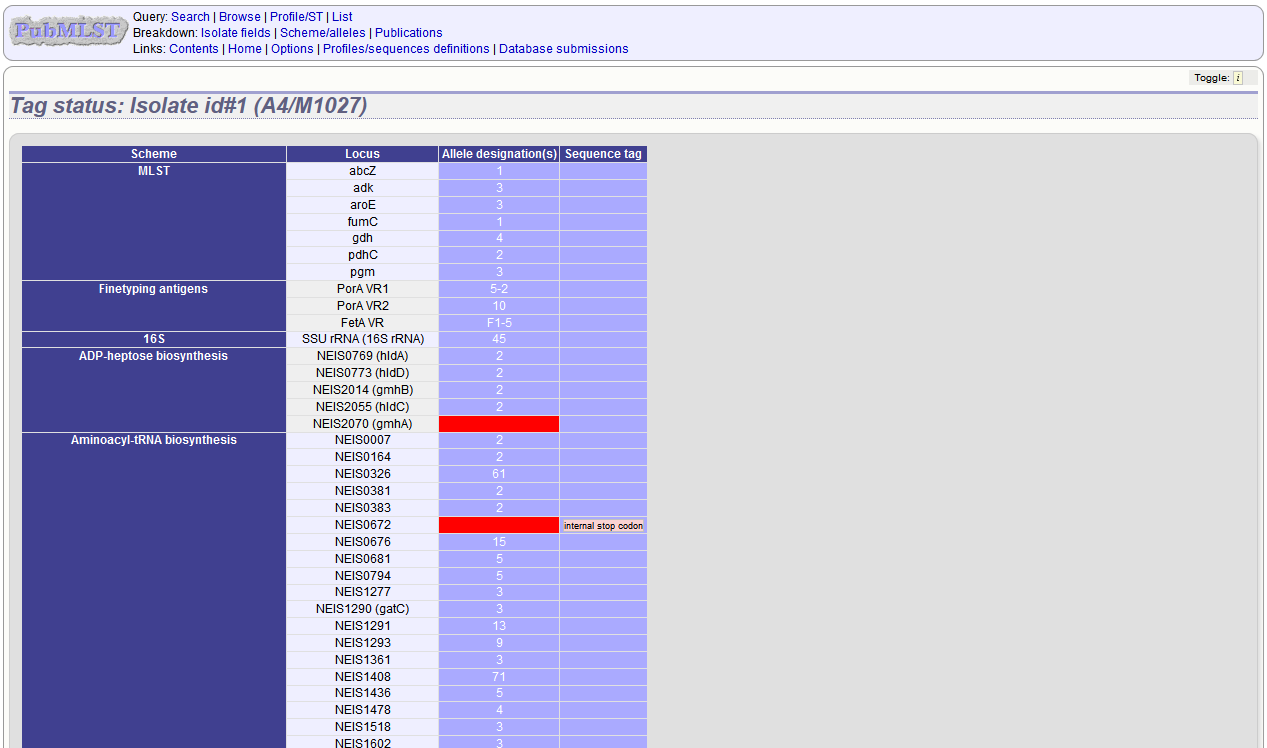 PubMLST
Query: Search | Browse | Profile/ST | List
Breakdown: Isolate fields | Scheme/alleles | Publications
Links: Contents | Home | Options | Profiles/sequences definitions | Database submissions
Toggle: i
Tag status: Isolate id#1 (A4/M1027)
Scheme Locus Allele designation(s) Sequence tag
MLST abcZ 1
adk 3
aroE 3
fumC 1
gdh 4
pdhC 2
pgm 3
Finetyping antigens PorA VR1 5-2
PorA VR2 10
FetA VR F1-5
16S SSU rRNA (16S rRNA) 45
ADP-heptose biosynthesis NEIS0769 (hldA) 2
NEIS0773 (hldD) 2
NEIS2014 (gmhB) 2
NEIS2055 (hldC) 2
NEIS2070 (gmhA)
Aminoacyl-tRNA biosynthesis NEIS0007 2
NEIS0164 2
NEIS0326 61
NEIS0381 2
NEIS0383 2
NEIS0672 internal stop codon
NEIS0676 15
NEIS0681 5
NEIS0794 5
NEIS1277 3
NEIS1290 (gatC) 3
NEIS1291 13
NEIS1293 9
NEIS1361 3
NEIS1408 71
NEIS1436 5
NEIS1478 4
NEIS1518 3
NEIS1602 3